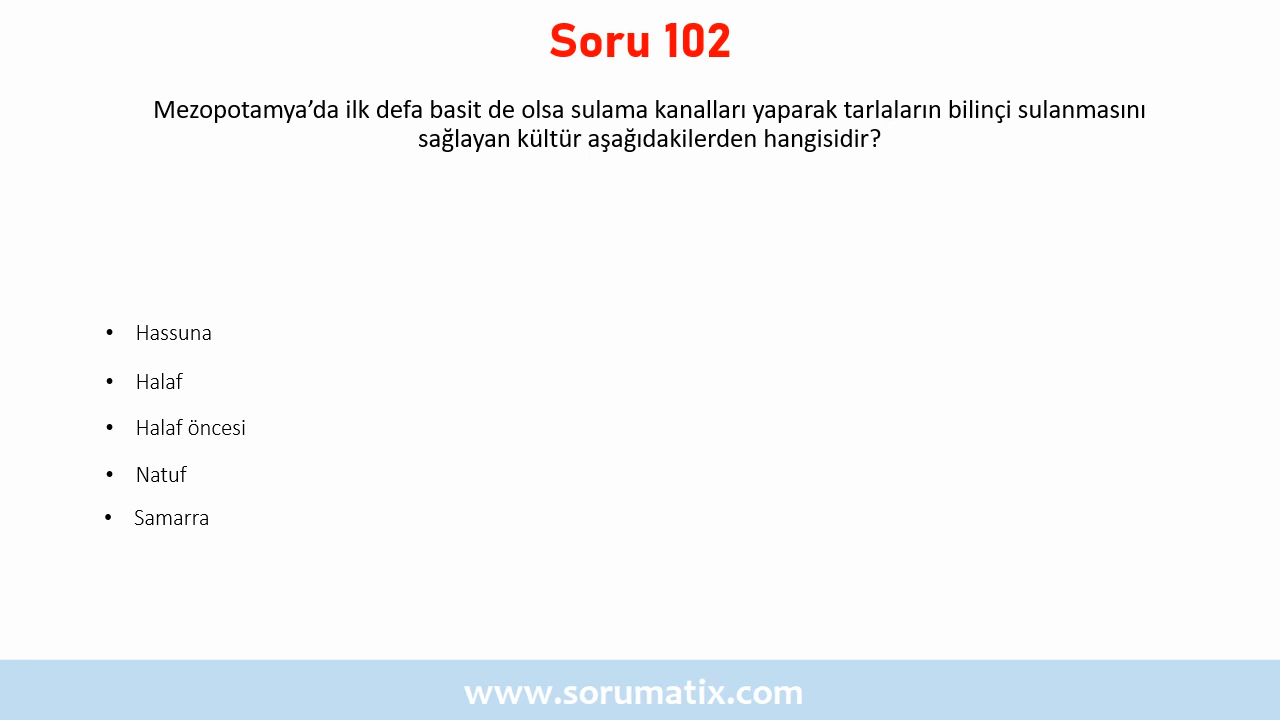 Soru 102
Mezopotamya’da ilk defa basit de olsa sulama kanalları yaparak tarlaların bilinçi sulanmasını
sağlayan kültür aşağıdakilerden hangisidir?
• Hassuna
• Halaf
• Halaf öncesi
• Natuf
• Samarra
www.sorumatix.com